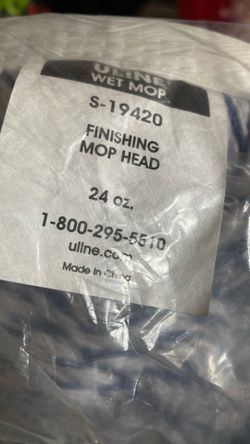 ULINE
WET MOP
S-19420
FINISHING
MOP HEAD
24 oz.
1-800-295-5510
uline.com
Made in China